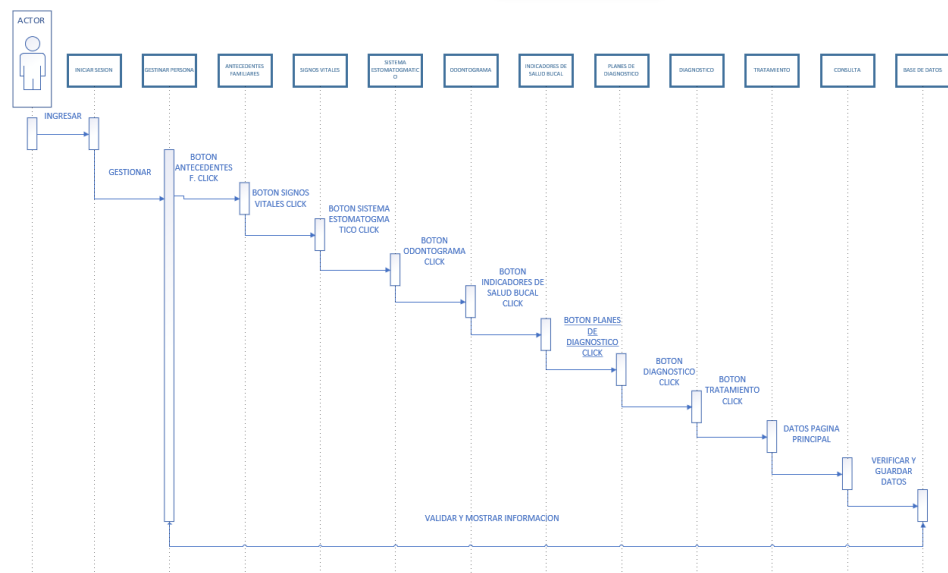 ACTOR
INICIAR SESION
GESTINAR PERSONA
ANTECEDENTES
FAMILIARES
SIGNOS VITALES
SISTEMA
ESTOMATOGMATIC
O
ODONTOGRAMA
INDICADORES DE
SALUD BUCAL
PLANES DE
DIAGNOSTICO
DIAGNOSTICO
TRATAMIENTO
CONSULTA
BASE DE DATOS
INGRESAR
GESTIONAR
BOTON
ANTECEDENTES
F. CLICK
BOTON SIGNOS
VITALES CLICK
BOTON SISTEMA
ESTOMATOGMA
TICO CLICK
BOTON
ODONTOGRAMA
CLICK
BOTON
INDICADORES DE
SALUD BUCAL
CLICK
BOTON PLANES
DE
DIAGNOSTICO
CLICK
BOTON
DIAGNOSTICO
CLICK
BOTON
TRATAMIENTO
CLICK
DATOS PAGINA
PRINCIPAL
VERIFICAR Y
GUARDAR
DATOS
VALIDAR Y MOSTRAR INFORMACION